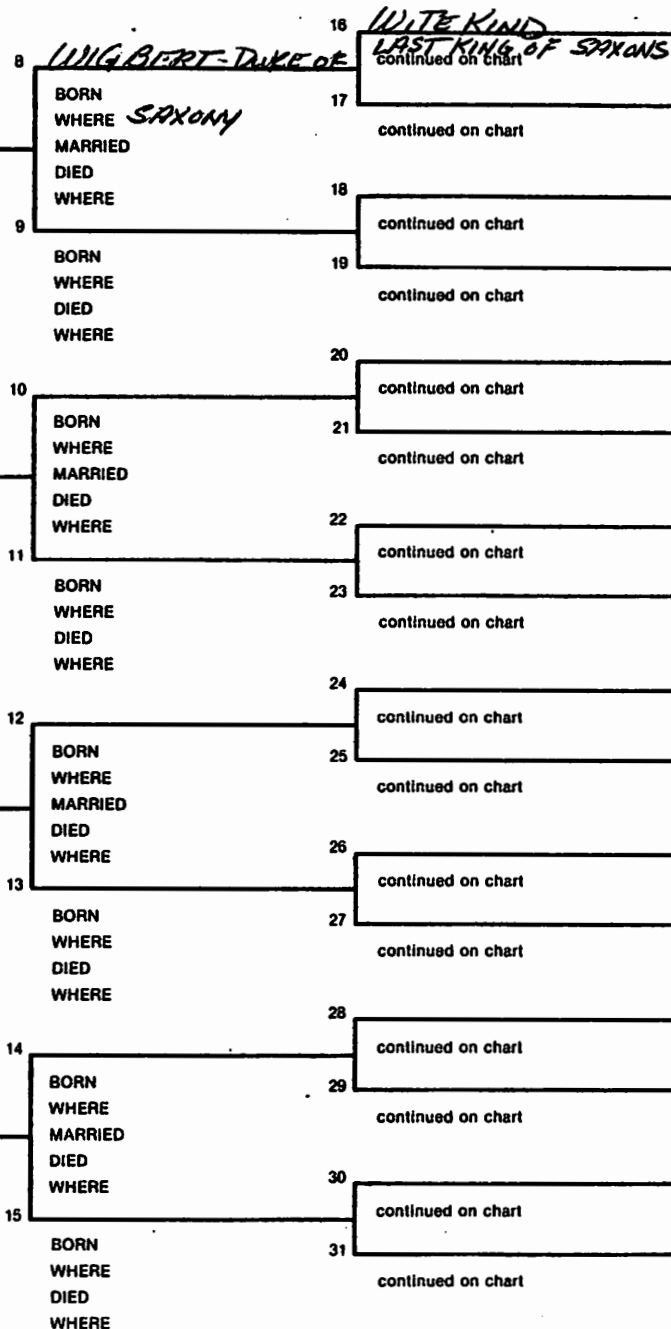 16 WITE KIND
8 WIGBERT-DUKE OF LAST KING OF SAXONS
continued on chart
BORN
17
WHERE SAXONY
continued on chart
MARRIED
DIED
18
WHERE
continued on chart
9
19
BORN
continued on chart
WHERE
DIED
WHERE
20
10
continued on chart
BORN
21
WHERE
continued on chart
MARRIED
DIED
22
WHERE
continued on chart
11
23
BORN
continued on chart
WHERE
DIED
WHERE
24
12
continued on chart
BORN
25
WHERE
continued on chart
MARRIED
DIED
26
WHERE
continued on chart
13
27
BORN
continued on chart
WHERE
DIED
WHERE
28
14
continued on chart
BORN
29
WHERE
continued on chart
MARRIED
DIED
30
WHERE
continued on chart
15
31
BORN
continued on chart
WHERE
DIED
WHERE